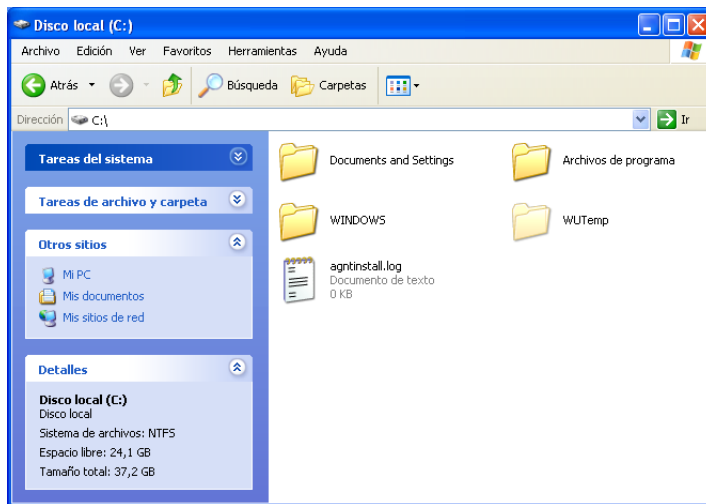 Disco local (C:)
Archivo Edición Ver Favoritos Herramientas Ayuda
Atrás Búsqueda Carpetas
Dirección C:\ Ir
Tareas del sistema
Tareas de archivo y carpeta
Otros sitios
Mi PC
Mis documentos
Mis sitios de red
Detalles
Disco local (C:)
Disco local
Sistema de archivos: NTFS
Espacio libre: 24,1 GB
Tamaño total: 37,2 GB
Documents and Settings
Archivos de programa
WINDOWS
WUTemp
agntinstall.log
Documento de texto
0 KB